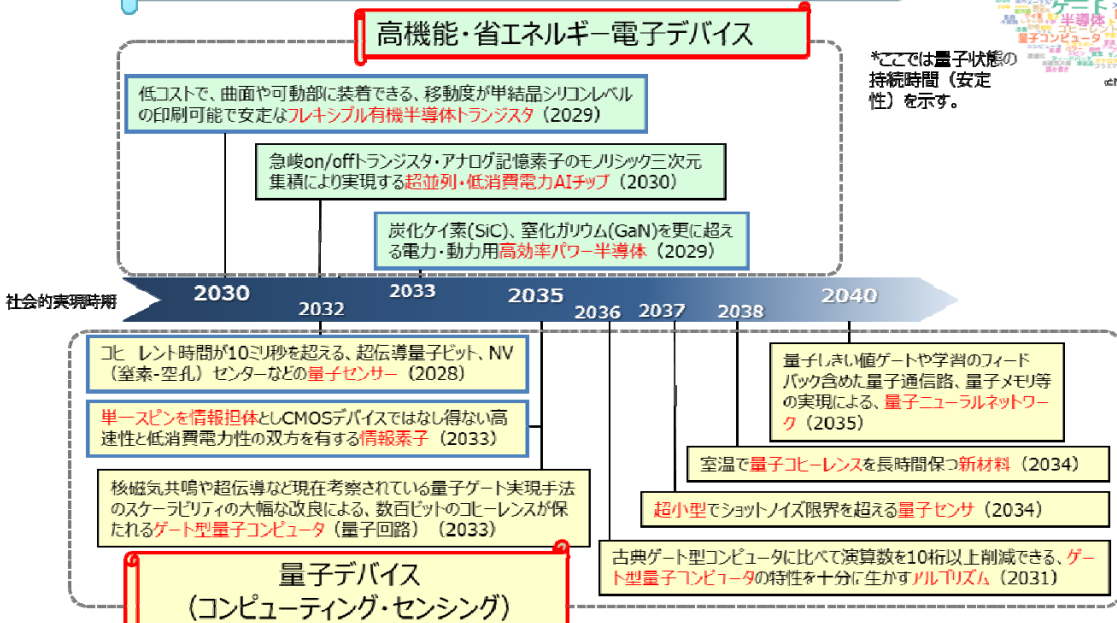 高機能・省エネルギー電子デバイス
ゲート
半導体
量子コンピュータ
*ここでは量子状態の
持続時間（安定
性）を示す。
低コストで、曲面や可動部に装着できる、移動度が単結晶シリコンレベル
の印刷可能で安定なフレキシブル有機半導体トランジスタ（2029）
急峻on/offトランジスタ・アナログ記憶素子のモノリシック三次元
集積により実現する超並列・低消費電力AIチップ（2030）
炭化ケイ素(SiC)、窒化ガリウム(GaN)を更に超え
る電力・動力用高効率パワー半導体（2029）
社会的実現時期
2030
2032
2033
2035
2036
2037
2038
2040
コヒ レント時間が10ミリ秒を超える、超伝導量子ビット、NV
（窒素-空孔）センターなどの量子センサー（2028）
単一スピンを情報担体としCMOSデバイスではなし得ない高
速性と低消費電力性の双方を有する情報素子（2033）
核磁気共鳴や超伝導など現在考察されている量子ゲート実現手法
のスケーラビリティの大幅な改良による、数百ビットのコヒーレンスが保
たれるゲート型量子コンピュータ（量子回路）（2033）
量子しきい値ゲートや学習のフィード
バック含めた量子通信路、量子メモリ等
の実現による、量子ニューラルネットワー
ク（2035）
室温で量子コヒーレンスを長時間保つ新材料（2034）
超小型でショットノイズ限界を超える量子センサ（2034）
古典ゲート型コンピュータに比べて演算数を10桁以上削減できる、ゲー
ト型量子コンピュータの特性を十分に生かすアルゴリズム（2031）
量子デバイス
（コンピューティング・センシング）